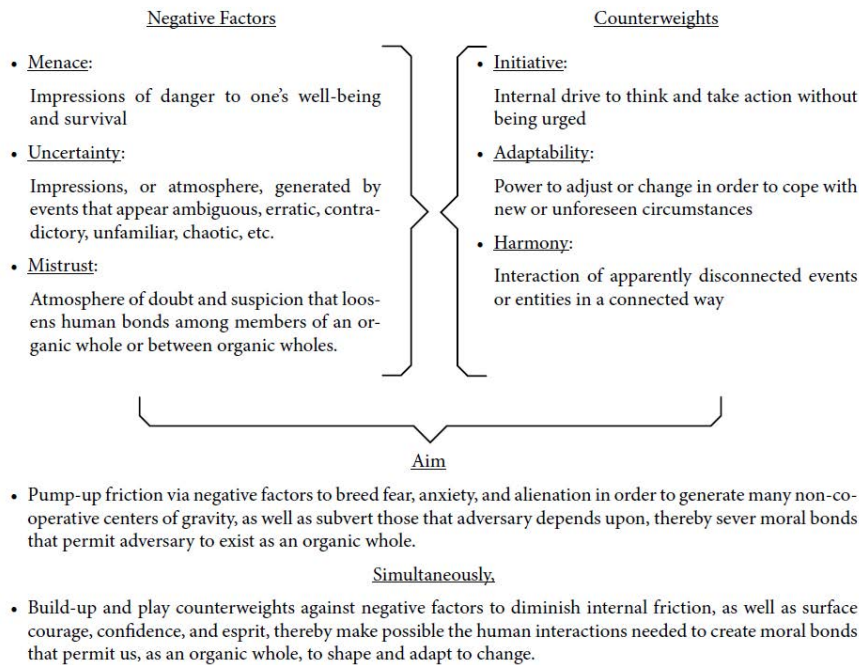 Negative Factors
• Menace:
Impressions of danger to one's well-being
and survival
• Uncertainty:
Impressions, or atmosphere, generated by
events that appear ambiguous, erratic, contra-
dictory, unfamiliar, chaotic, etc.
• Mistrust:
Atmosphere of doubt and suspicion that loos-
ens human bonds among members of an or-
ganic whole or between organic wholes.
Counterweights
• Initiative:
Internal drive to think and take action without
being urged
• Adaptability:
Power to adjust or change in order to cope with
new or unforeseen circumstances
• Harmony:
Interaction of apparently disconnected events
or entities in a connected way
Aim
• Pump-up friction via negative factors to breed fear, anxiety, and alienation in order to generate many non-co-
operative centers of gravity, as well as subvert those that adversary depends upon, thereby sever moral bonds
that permit adversary to exist as an organic whole.
Simultaneously,
• Build-up and play counterweights against negative factors to diminish internal friction, as well as surface
courage, confidence, and esprit, thereby make possible the human interactions needed to create moral bonds
that permit us, as an organic whole, to shape and adapt to change.